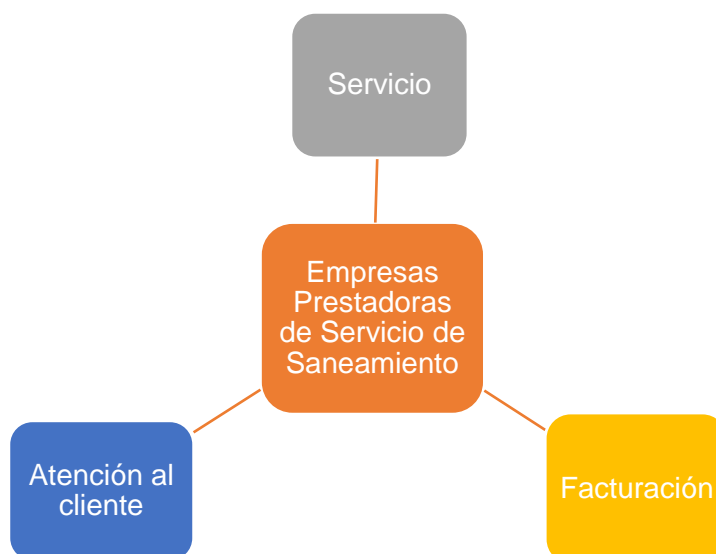 Servicio
Empresas
Prestadoras
de Servicio de
Saneamiento
Atención al
cliente
Facturación